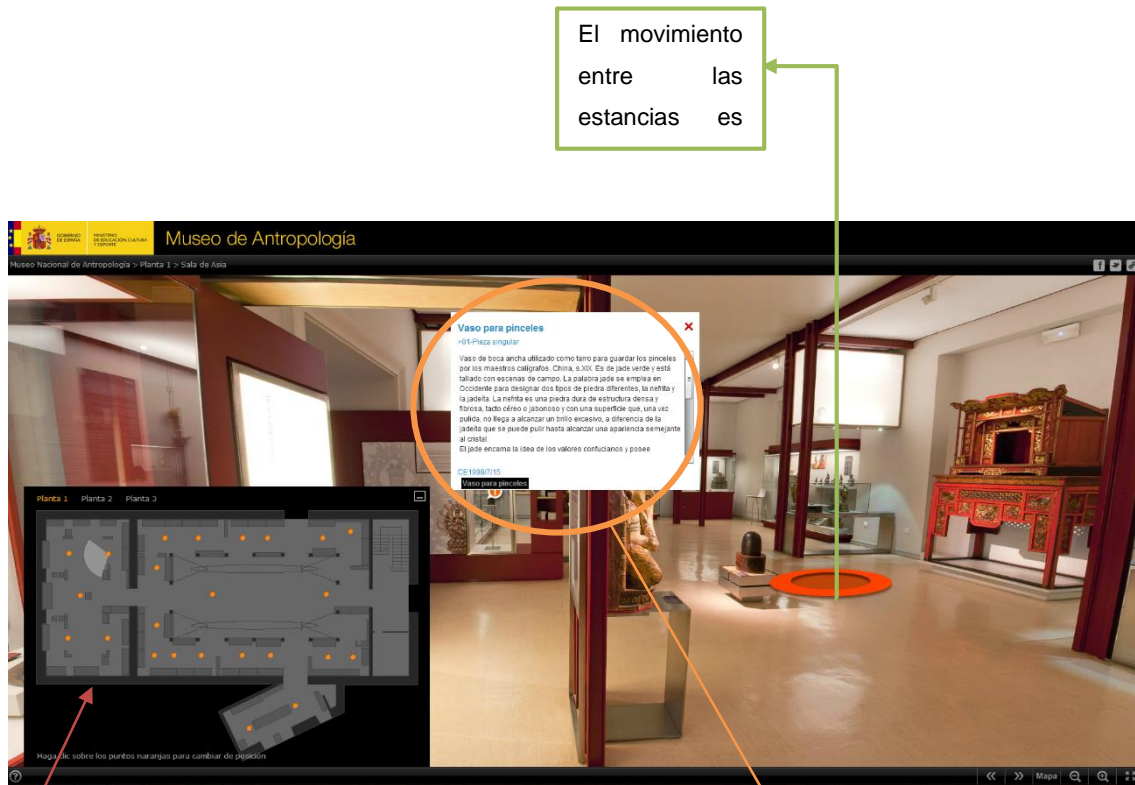 El movimiento
entre las
estancias es
GOBIERNO
DE ESPAÑA
MINISTERIO
DE EDUCACIÓN, CULTURA
Y DEPORTE
Museo de Antropología
Museo Nacional de Antropología > Planta 1 > Sala de Asia
Vaso para pinceles
>01-Pieza singular
Vaso de boca ancha utilizado como tarro para guardar los pinceles
por los maestros calígrafos. China, s.XIX. Es de jade verde y está
tallado con escenas de campo. La palabra jade se emplea en
Occidente para designar dos tipos de piedra diferentes, la nefrita y
la jadeíta. La nefrita es una piedra dura de estructura densa y
fibrosa, tacto céreo o jabonoso y con una superficie que, una vez
pulida, no llega a alcanzar un brillo excesivo, a diferencia de la
jadeíta que se puede pulir hasta alcanzar una apariencia semejante
al cristal.
El jade encarna la idea de los valores confucianos y posee
CE1998/7/15
Vaso para pinceles
Planta 1 Planta 2 Planta 3
Haga clic sobre los puntos naranjas para cambiar de posición
Mapa